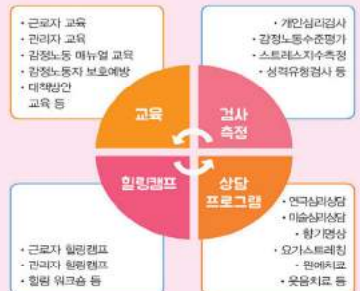 · 근로자 교육
· 관리자 교육
· 감정노동 매뉴얼 교육
· 감정노동자 보호예방
· 대책방안
교육 등
· 개인심리검사
· 감정노동수준평가
· 스트레스지수측정
· 성격유형검사 등
교육
검사
측정
힐링캠프
상담
프로그램
· 근로자 힐링캠프
· 관리자 힐링캠프
· 힐링 워크숍 등
· 연극심리상담
· 미술심리상담
· 향기명상
· 요가스트레칭
· 원예치료
· 웃음치료 등